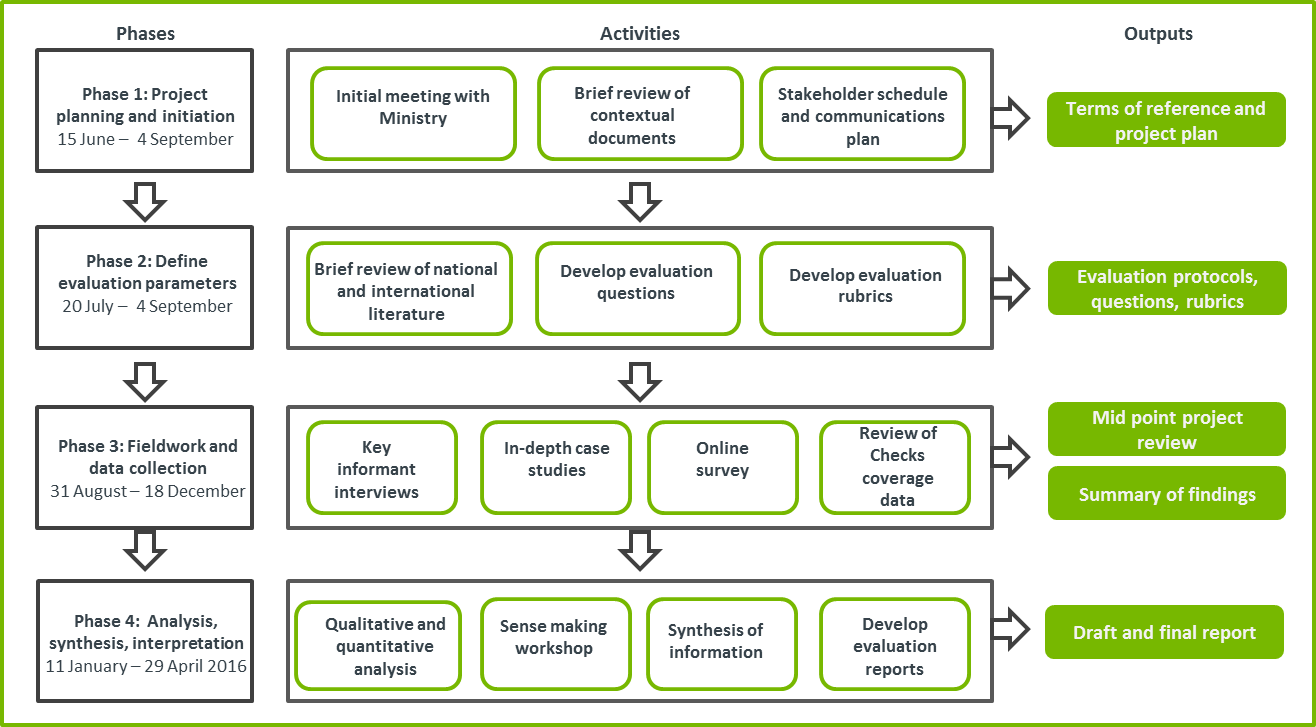 Phases
Activities
Outputs
Phase 1: Project
planning and initiation
15 June – 4 September
Initial meeting with
Ministry
Brief review of
contextual
documents
Stakeholder schedule
and communications
plan
Terms of reference and
project plan
Phase 2: Define
evaluation parameters
20 July – 4 September
Brief review of national
and international
literature
Develop evaluation
questions
Develop evaluation
rubrics
Evaluation protocols,
questions, rubrics
Phase 3: Fieldwork and
data collection
31 August – 18 December
Key
informant
interviews
In-depth case
studies
Online
survey
Review of
Checks
coverage
data
Mid point project
review
Summary of findings
Phase 4: Analysis,
synthesis, interpretation
11 January – 29 April 2016
Qualitative and
quantitative
analysis
Sense making
workshop
Synthesis of
information
Develop
evaluation
reports
Draft and final report